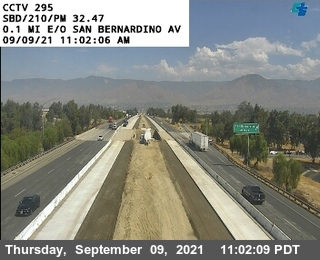 CCTV 295
SBD/210/PM 32.47
0.1 MI E/O SAN BERNARDINO AV
09/09/21 11:02:06 AM
Thursday, September 09, 2021 11:02:09 PDT